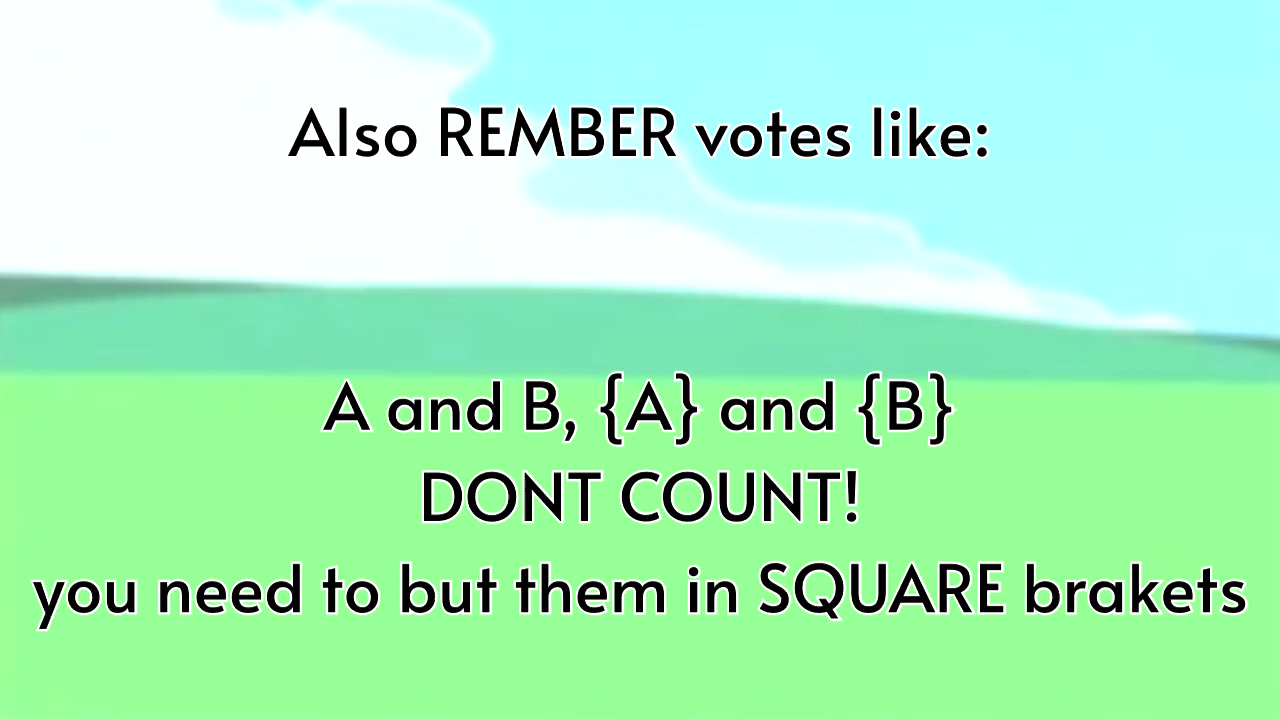 Also REMBER votes like:
A and B, {A} and {B}
DONT COUNT!
you need to but them in SQUARE brakets